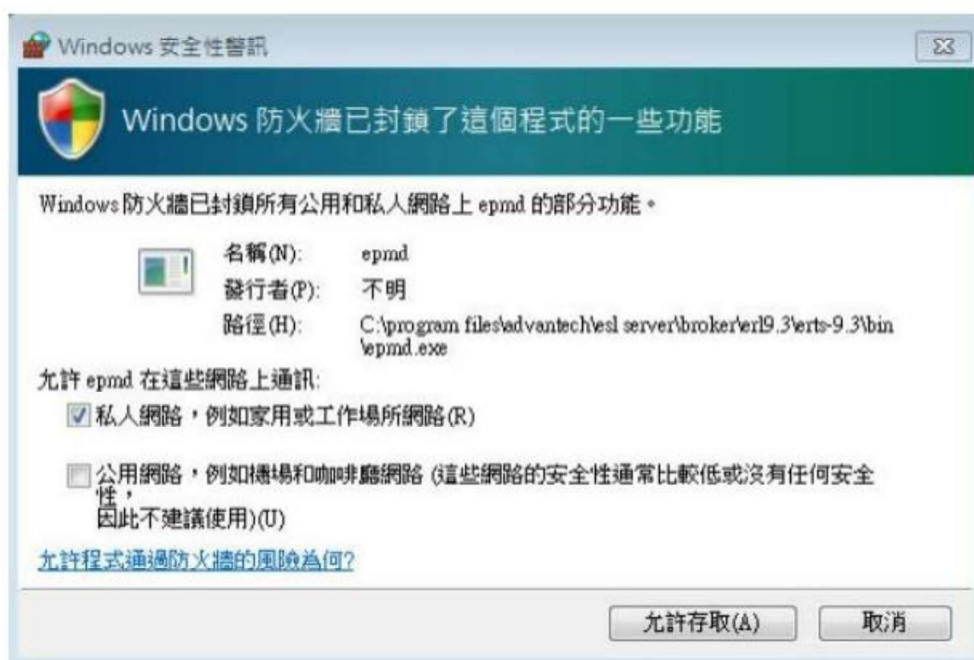 Windows 安全性警訊
Windows 防火牆已封鎖了這個程式的一些功能
Windows 防火牆已封鎖所有公用和私人網路上 epmd 的部分功能。
名稱(N): epmd
發行者(P): 不明
路徑(H): C:\program files\advantech\esl server\broker\erl9.3\erts-9.3\bin
\epmd.exe
允許 epmd 在這些網路上通訊:
私人網路，例如家用或工作場所網路(R)
公用網路，例如機場和咖啡廳網路 (這些網路的安全性通常比較低或沒有任何安全
性，
因此不建議使用)(U)
允許程式通過防火牆的風險為何?
允許存取(A) 取消